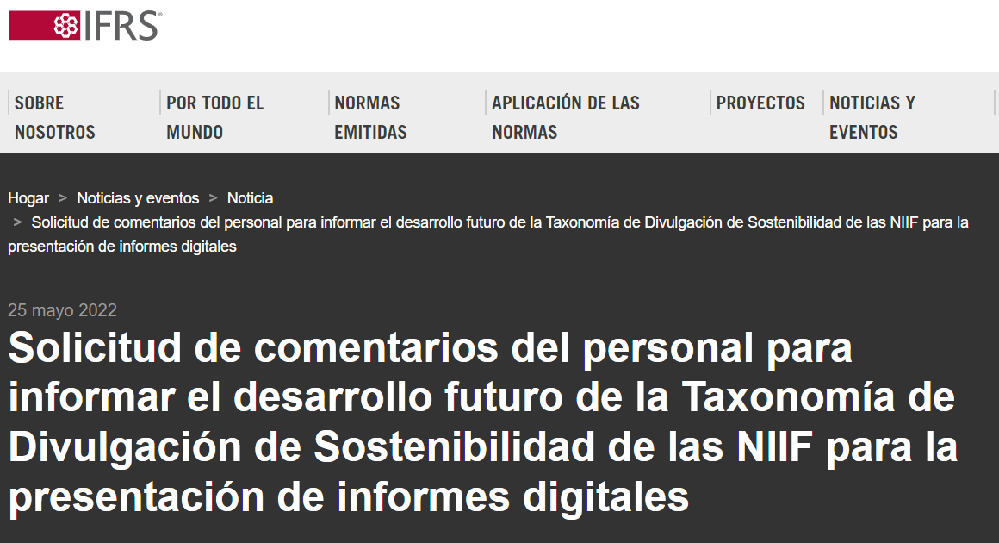 IFRS®
SOBRE NOSOTROS
POR TODO EL MUNDO
NORMAS EMITIDAS
APLICACIÓN DE LAS NORMAS
PROYECTOS
NOTICIAS Y EVENTOS
Hogar > Noticias y eventos > Noticia
> Solicitud de comentarios del personal para informar el desarrollo futuro de la Taxonomía de Divulgación de Sostenibilidad de las NIIF para la
presentación de informes digitales
25 mayo 2022
Solicitud de comentarios del personal para
informar el desarrollo futuro de la Taxonomía de
Divulgación de Sostenibilidad de las NIIF para la
presentación de informes digitales